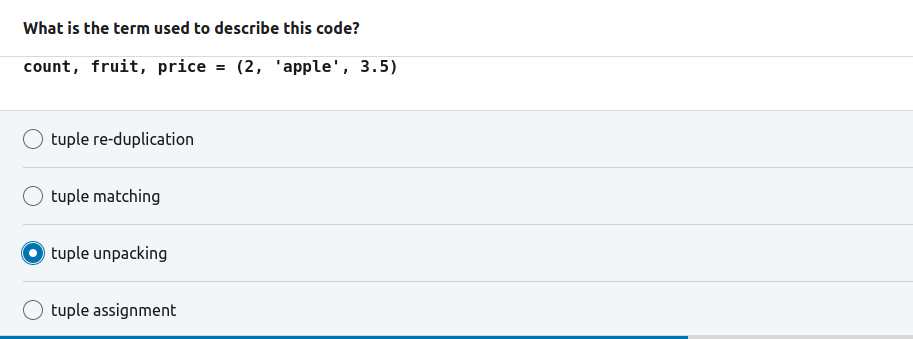 What is the term used to describe this code?
count, fruit, price = (2, 'apple', 3.5)
tuple re-duplication
tuple matching
tuple unpacking
tuple assignment